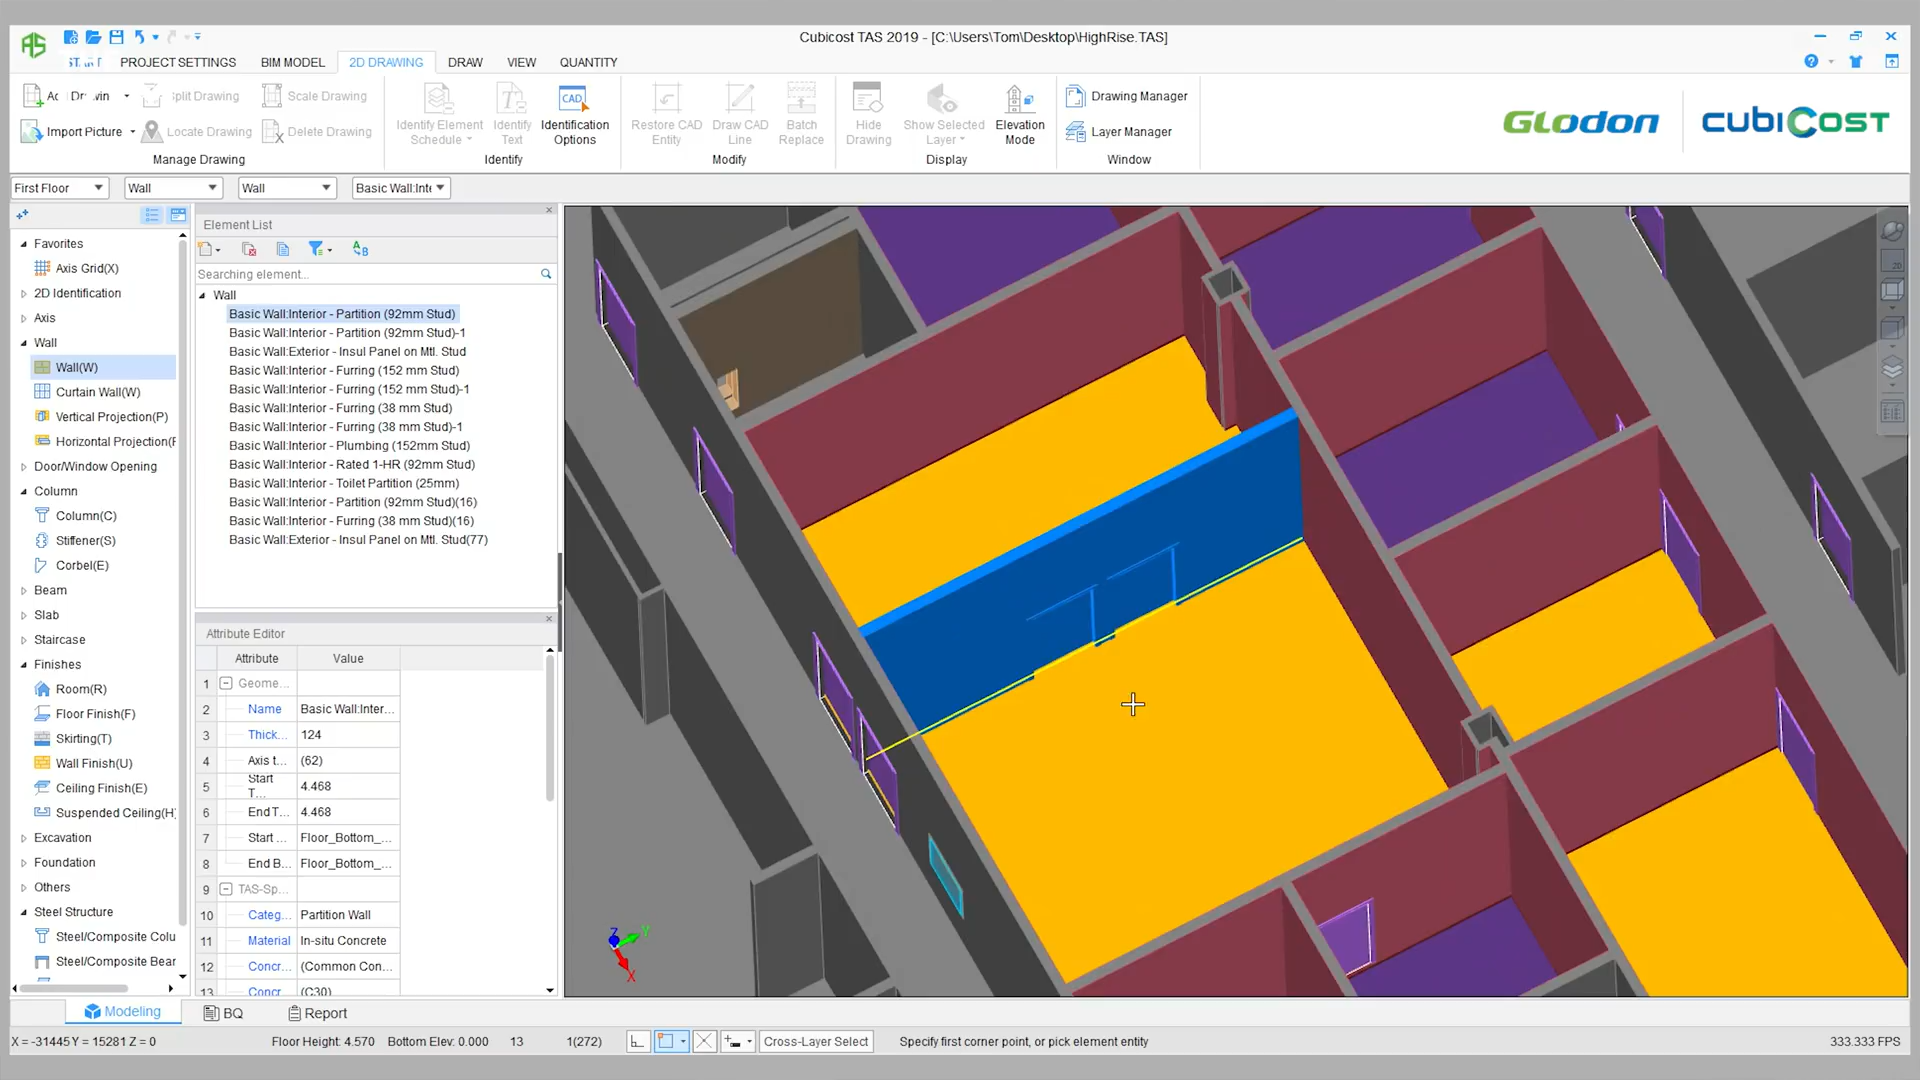 Cubicost TAS 2019 - [C:\Users\Tom\Desktop\HighRise.TAS]
PROJECT SETTINGS
BIM MODEL
2D DRAWING
DRAW
VIEW
QUANTITY
Split Drawing
Scale Drawing
Import Picture
Locate Drawing
Delete Drawing
Manage Drawing
Identify Element Schedule
Identify Text
Identification Options
Identify
Restore CAD Entity
Draw CAD Line
Batch Replace
Modify
Hide Drawing
Show Selected Layer
Elevation Mode
Display
Drawing Manager
Layer Manager
Window
GLodon
CUBICOST
First Floor
Wall
Wall
Basic Wall:Inte
Favorites
Axis Grid(X)
2D Identification
Axis
Wall
Wall(W)
Curtain Wall(W)
Vertical Projection(P)
Horizontal Projection(F
Door/Window Opening
Column
Column(C)
Stiffener(S)
Corbel(E)
Beam
Slab
Staircase
Finishes
Room(R)
Floor Finish(F)
Skirting(T)
Wall Finish(U)
Ceiling Finish(E)
Suspended Ceiling(H
Excavation
Foundation
Others
Steel Structure
Steel/Composite Colu
Steel/Composite Bear
Element List
Searching element...
Wall
Basic Wall:Interior - Partition (92mm Stud)
Basic Wall:Interior - Partition (92mm Stud)-1
Basic Wall:Exterior - Insul Panel on Mtl. Stud
Basic Wall:Interior - Furring (152 mm Stud)
Basic Wall:Interior - Furring (152 mm Stud)-1
Basic Wall:Interior - Furring (38 mm Stud)
Basic Wall:Interior - Furring (38 mm Stud)-1
Basic Wall:Interior - Plumbing (152mm Stud)
Basic Wall:Interior - Rated 1-HR (92mm Stud)
Basic Wall:Interior - Toilet Partition (25mm)
Basic Wall:Interior - Partition (92mm Stud)(16)
Basic Wall:Interior - Furring (38 mm Stud)(16)
Basic Wall:Exterior - Insul Panel on Mtl. Stud(77)
Attribute Editor
Attribute Value
1 Geome...
2 Name Basic Wall:Inter...
3 Thick... 124
4 Axis t... (62)
5 Start T... 4.468
6 End T... 4.468
7 Start ... Floor_Bottom_...
8 End B... Floor_Bottom_...
9 TAS-Sp...
10 Categ... Partition Wall
11 Material In-situ Concrete
12 Concr... (Common Con...
13 Concr (C30)
Z
Y
X
Modeling
BQ
Report
X = -31445 Y = 15281 Z = 0
Floor Height: 4.570
Bottom Elev: 0.000
13
1(272)
Cross-Layer Select
Specify first corner point, or pick element entity
333.333 FPS